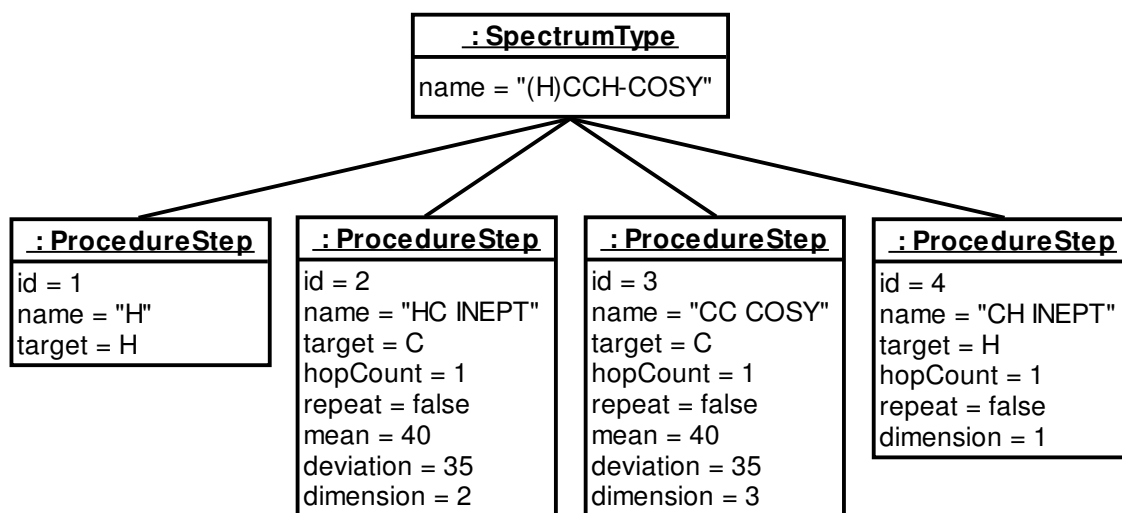 : SpectrumType
name = "(H)CCH-COSY"
: ProcedureStep
id = 1
name = "H"
target = H
: ProcedureStep
id = 2
name = "HC INEPT"
target = C
hopCount = 1
repeat = false
mean = 40
deviation = 35
dimension = 2
: ProcedureStep
id = 3
name = "CC COSY"
target = C
hopCount = 1
repeat = false
mean = 40
deviation = 35
dimension = 3
: ProcedureStep
id = 4
name = "CH INEPT"
target = H
hopCount = 1
repeat = false
dimension = 1